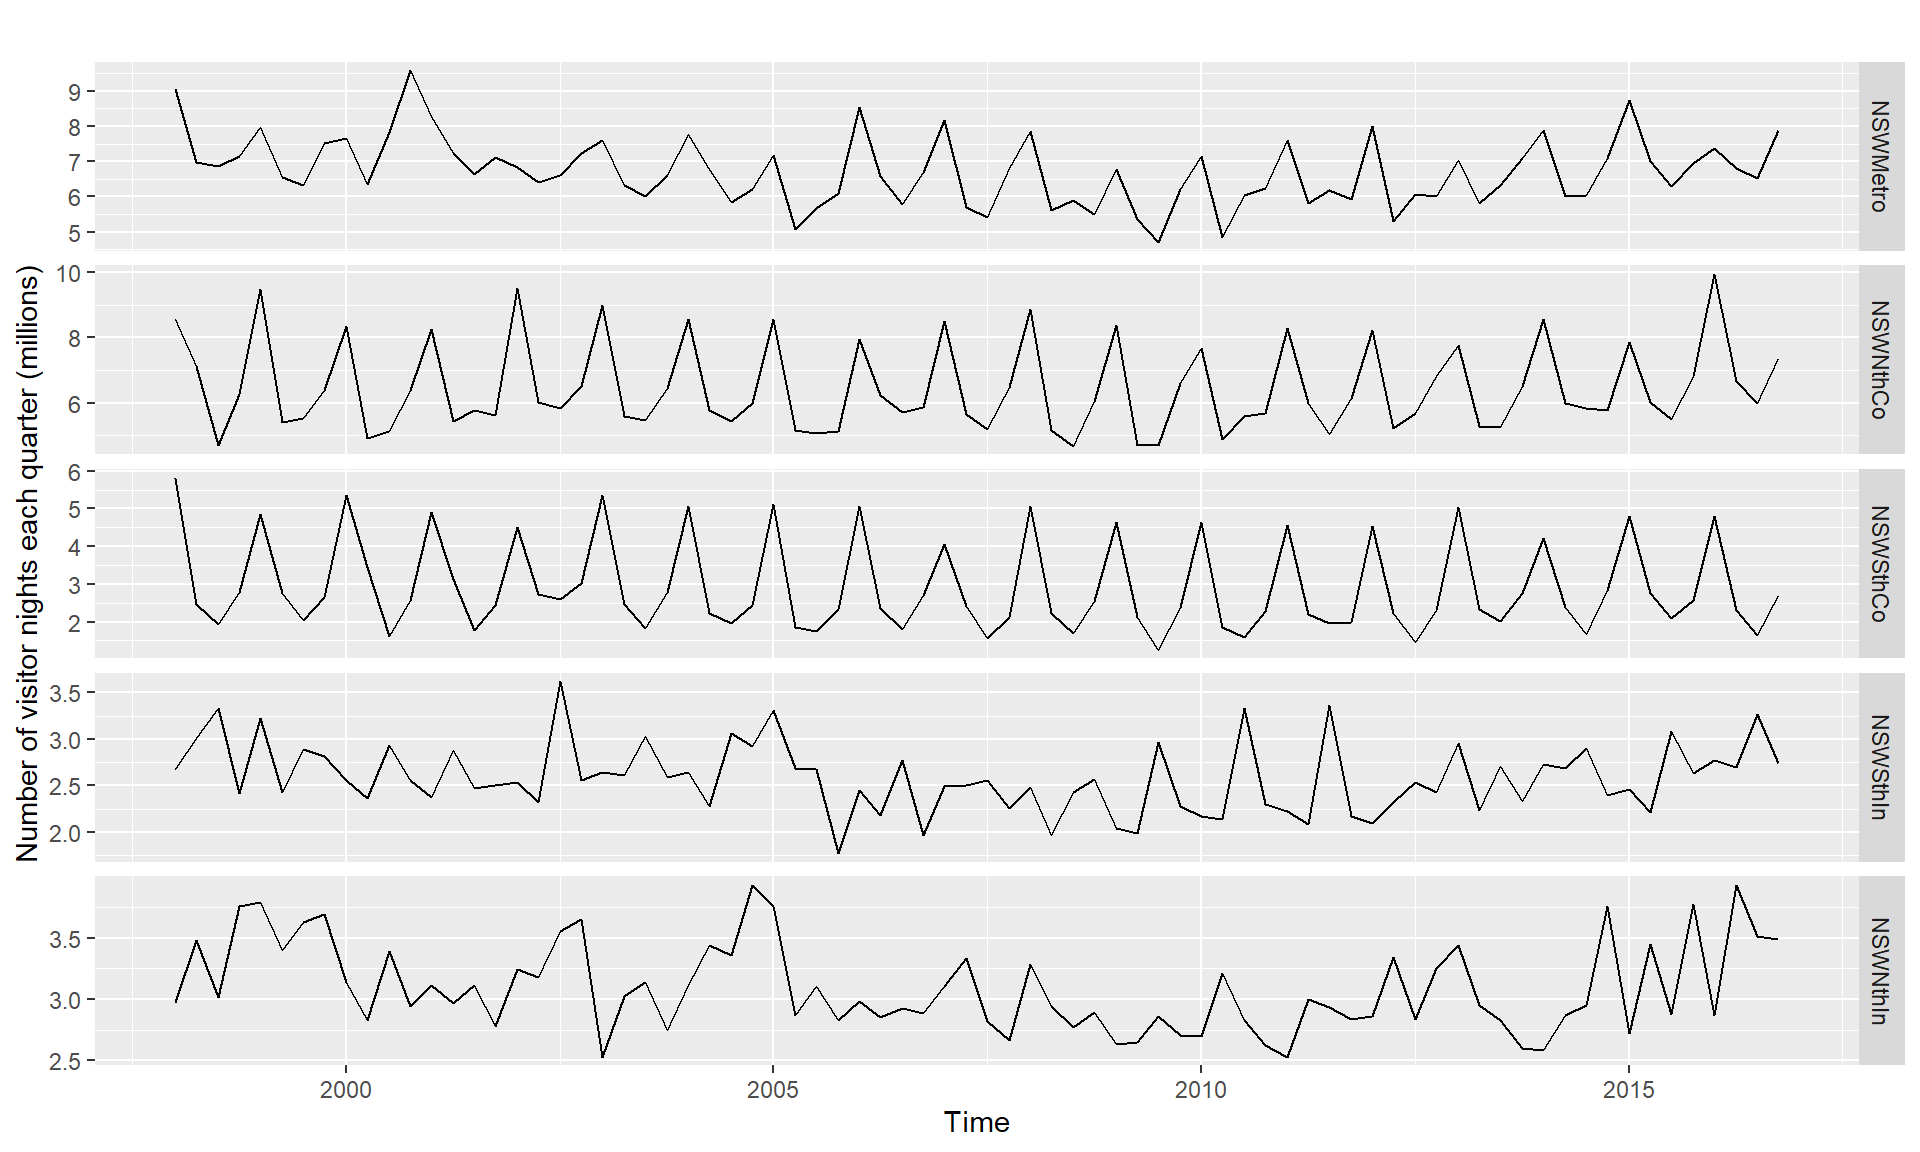 Number of visitor nights each quarter (millions)
9
8
7
6
5
NSWMetro
10
8
6
NSWNthCo
6
5
4
3
2
NSWSthCo
3.5
3.0
2.5
2.0
NSWSthIn
3.5
3.0
2.5
NSWNthIn
2000 2005 2010 2015
Time